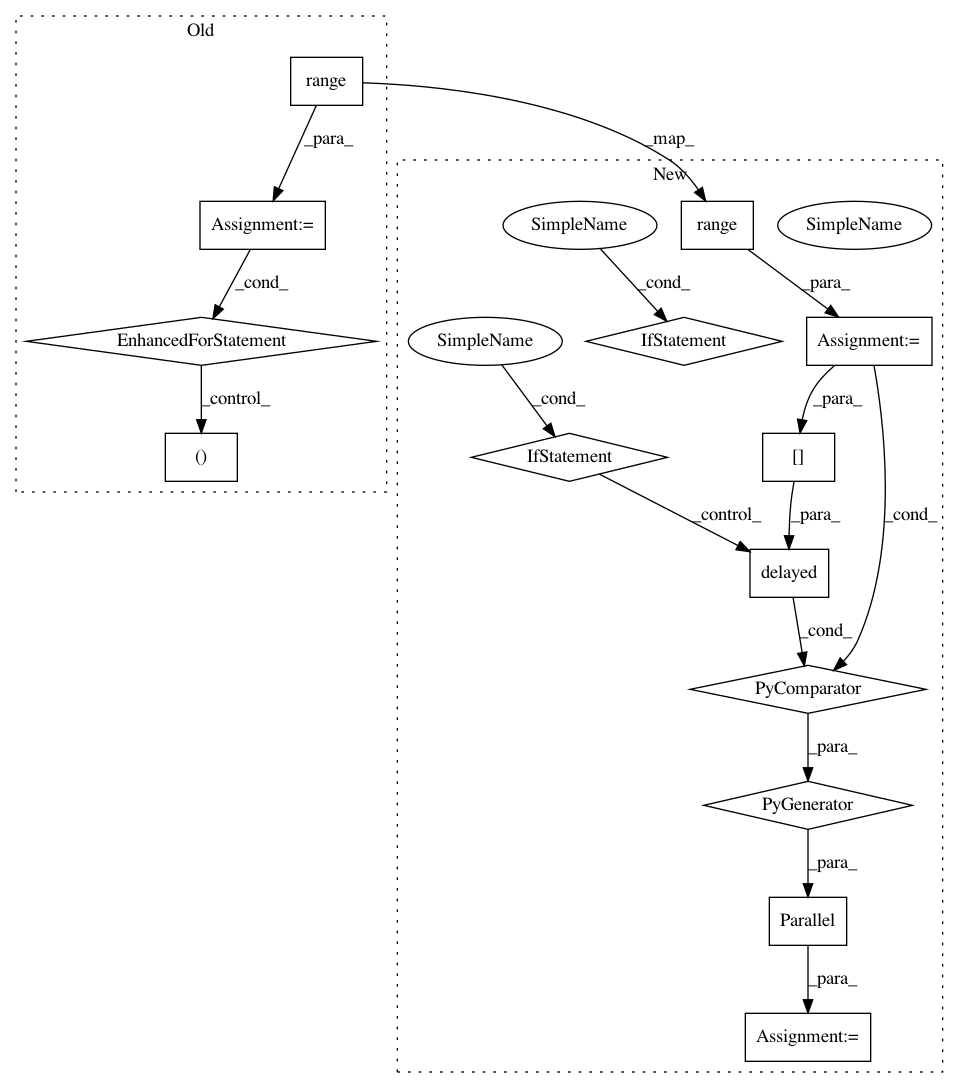 Old
range
_para_
_map_
New
Assignment:=
SimpleName
range
SimpleName
_cond_
_cond_
_para_
EnhancedForStatement
SimpleName
IfStatement
Assignment:=
_control_
_cond_
_para_
()
IfStatement
[]
_control_
_para_
_cond_
delayed
_cond_
PyComparator
_para_
PyGenerator
_para_
Parallel
_para_
Assignment:=